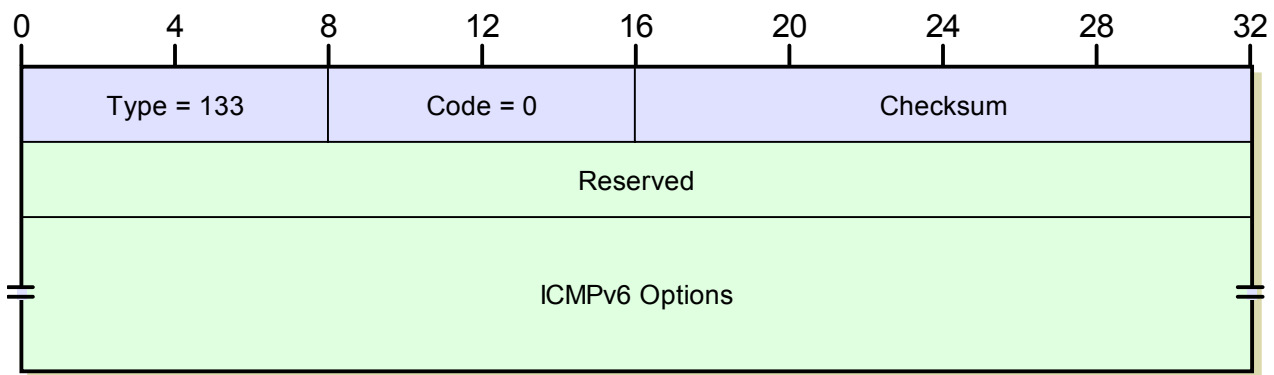 0 4 8 12 16 20 24 28 32
Type = 133 Code = 0 Checksum
Reserved
ICMPv6 Options